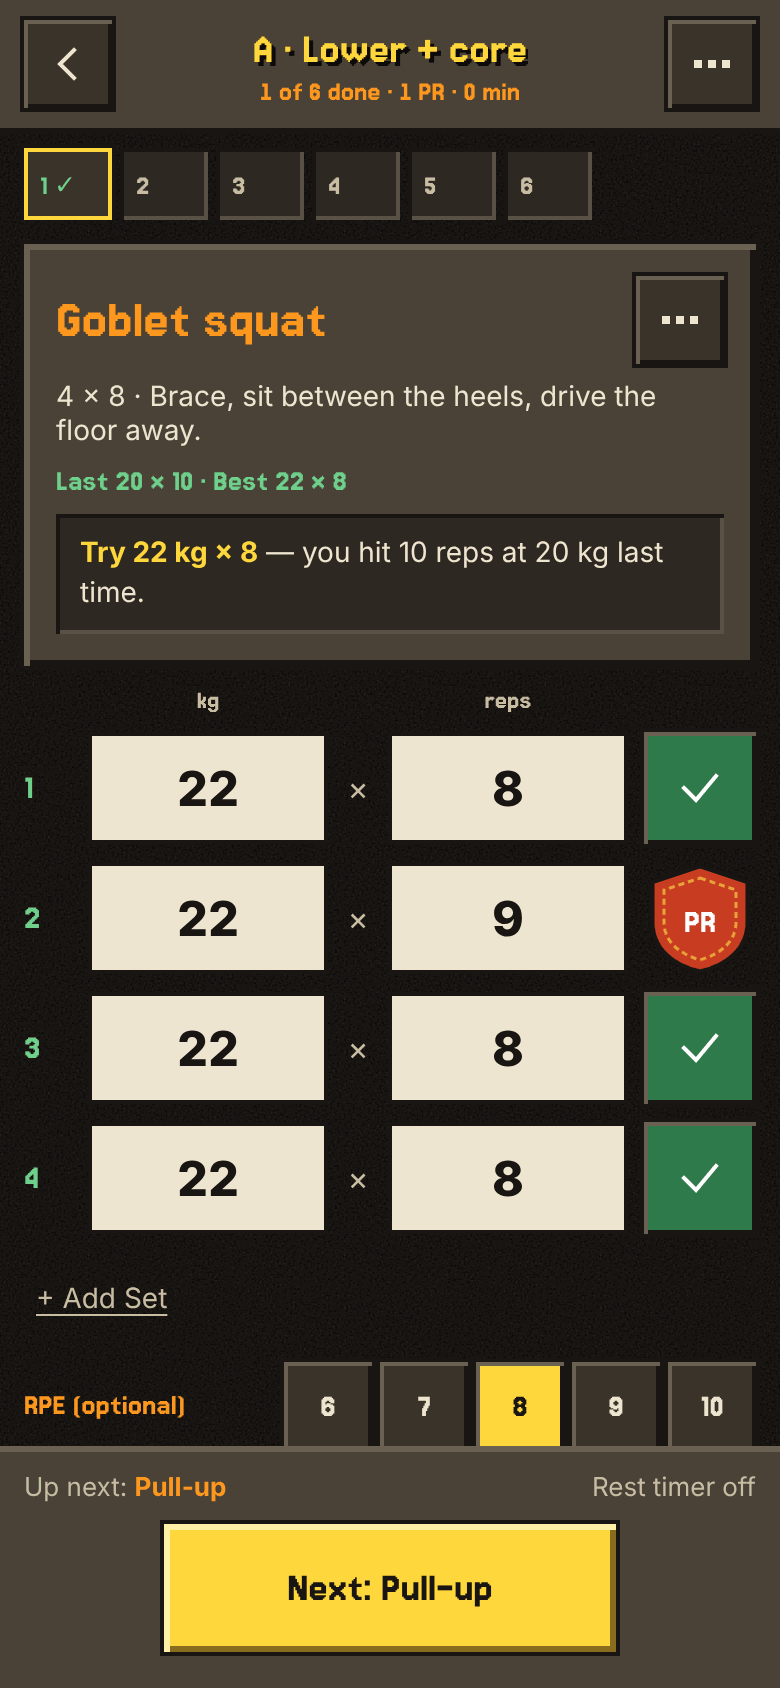 A · Lower + core
1 of 6 done · 1 PR · 0 min
1 ✓ 2 3 4 5 6
Goblet squat
4 × 8 · Brace, sit between the heels, drive the
floor away.
Last 20 × 10 · Best 22 × 8
Try 22 kg × 8 — you hit 10 reps at 20 kg last
time.
kg reps
1 22 × 8
2 22 × 9 PR
3 22 × 8
4 22 × 8
+ Add Set
RPE (optional) 6 7 8 9 10
Up next: Pull-up Rest timer off
Next: Pull-up